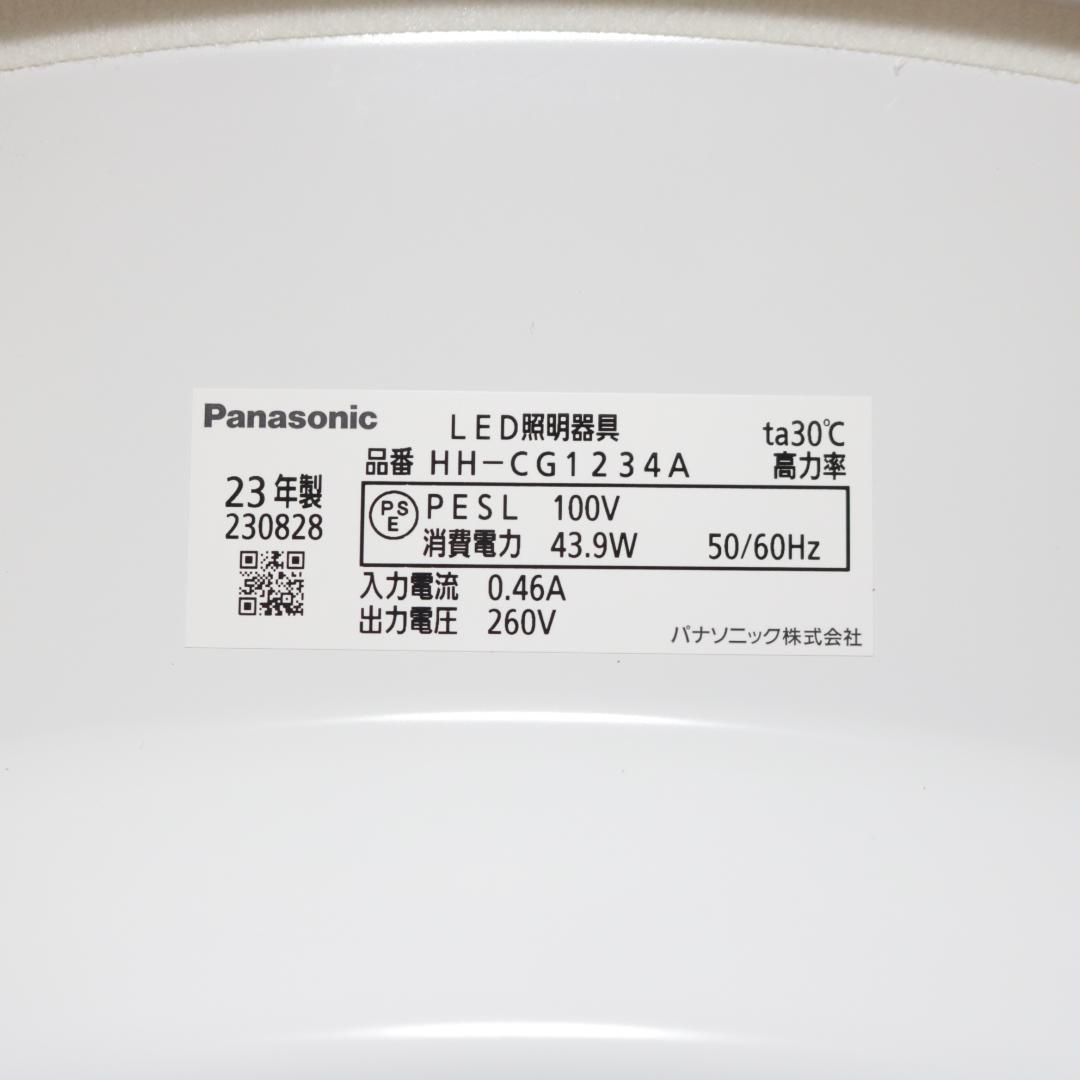 Panasonic
LED照明器具
ta30℃
品番 HH-CG1234A
高力率
23年製
230828
PSE
PESL 100V
消費電力 43.9W 50/60Hz
入力電流 0.46A
出力電圧 260V
パナソニック株式会社